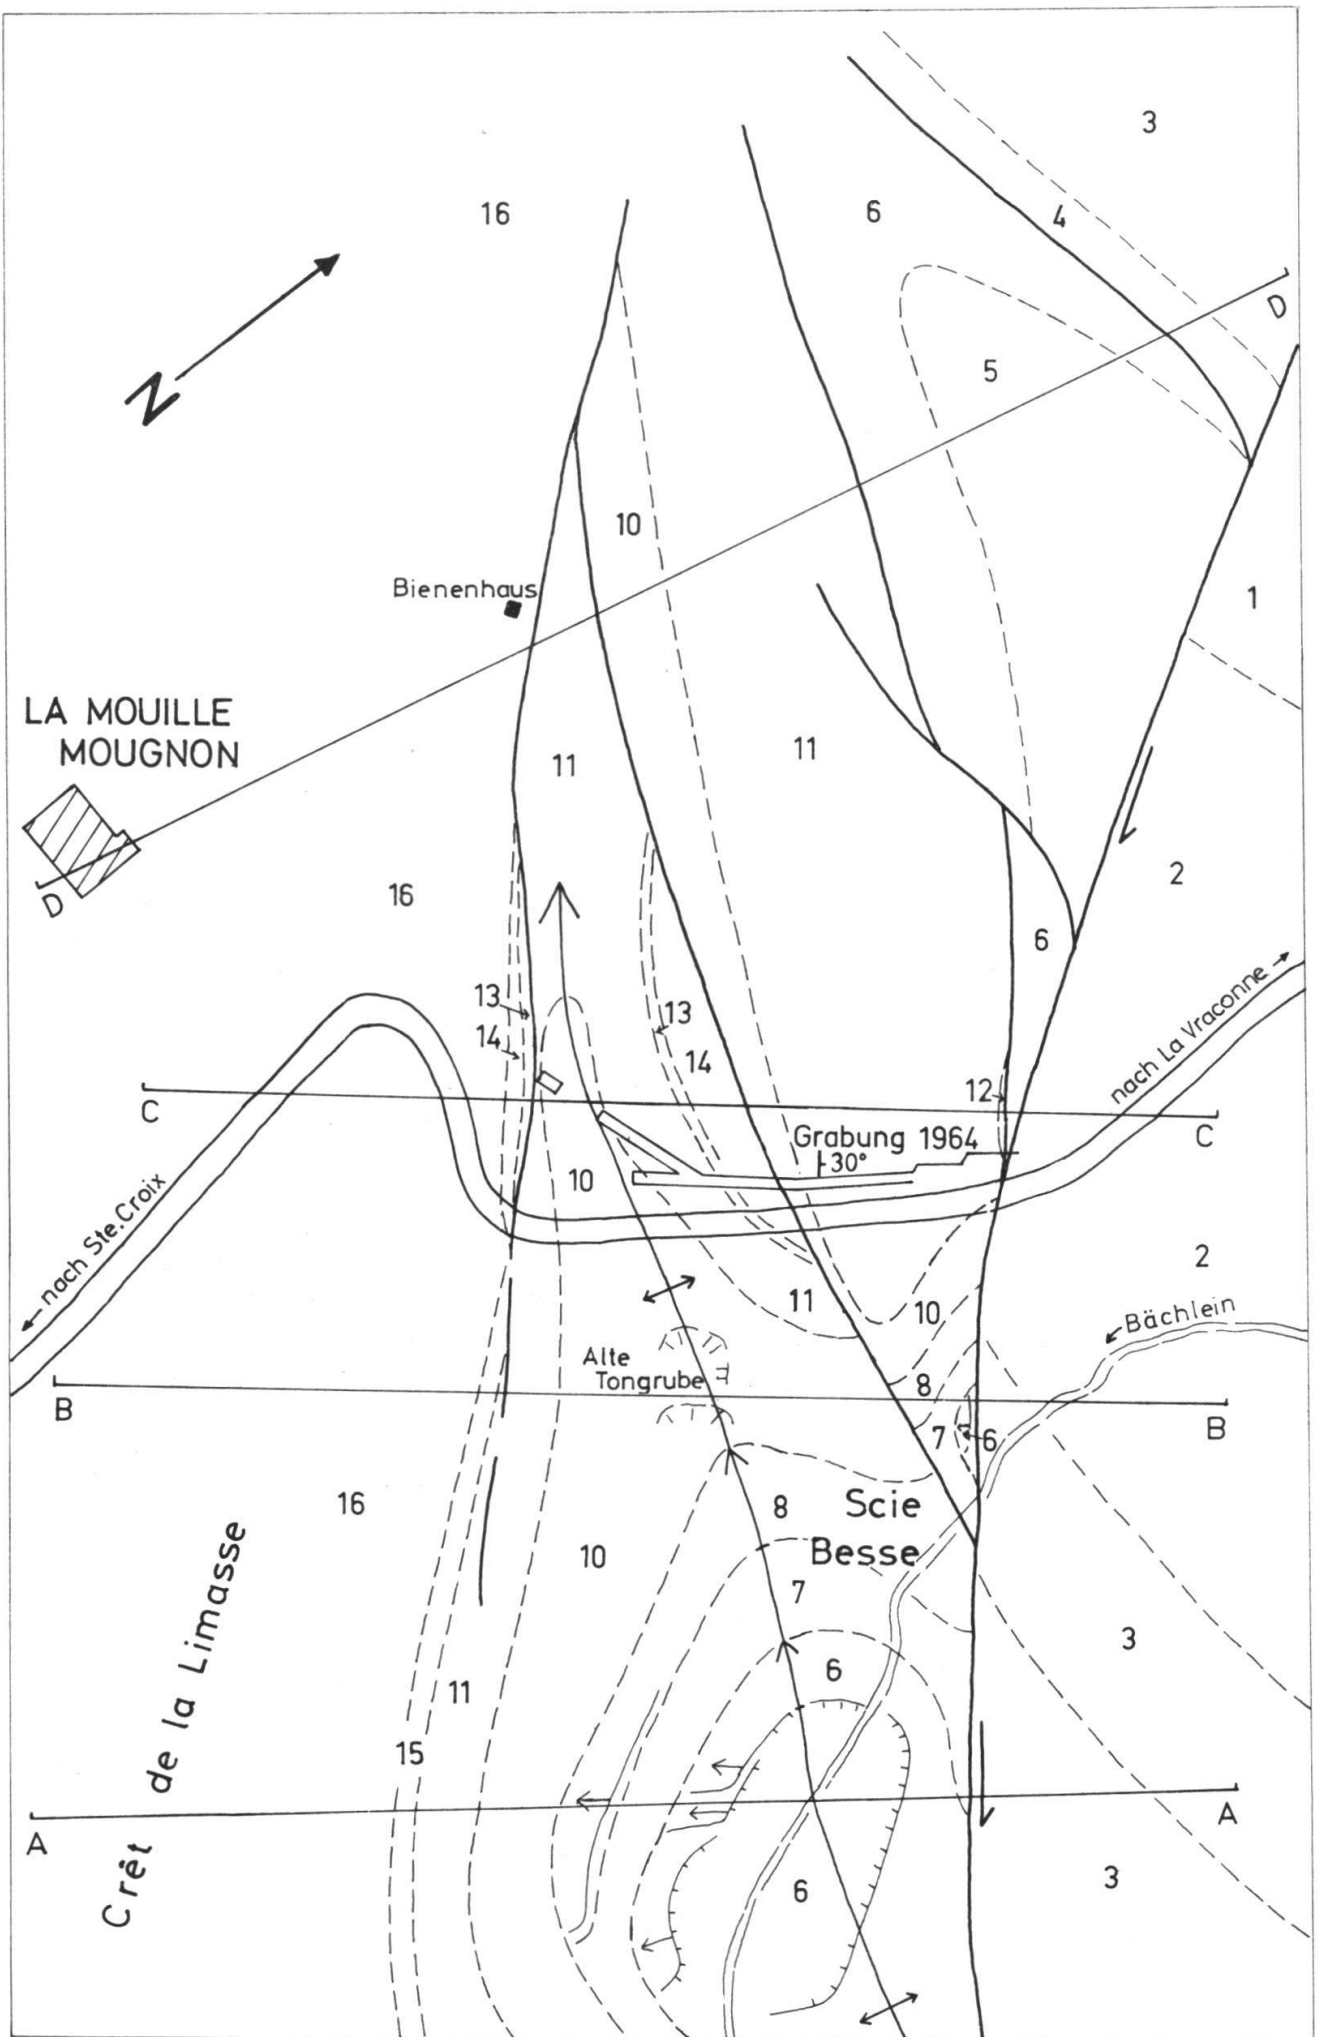 3
16
6
4
N
D
5
10
Bienenhaus
1
LA MOUILLE
MOUGNON
11
11
2
16
D
6
nach La Vraconne →
13
13
14
14
12
C
C
Grabung 1964
30°
10
← nach Ste. Croix
2
11
10
← Bächlein
Alte
Tongrube
8
B
B
7
6
16
8
Scie
Besse
10
7
3
6
11
15
Crêt de la Limasse
A
A
6
3